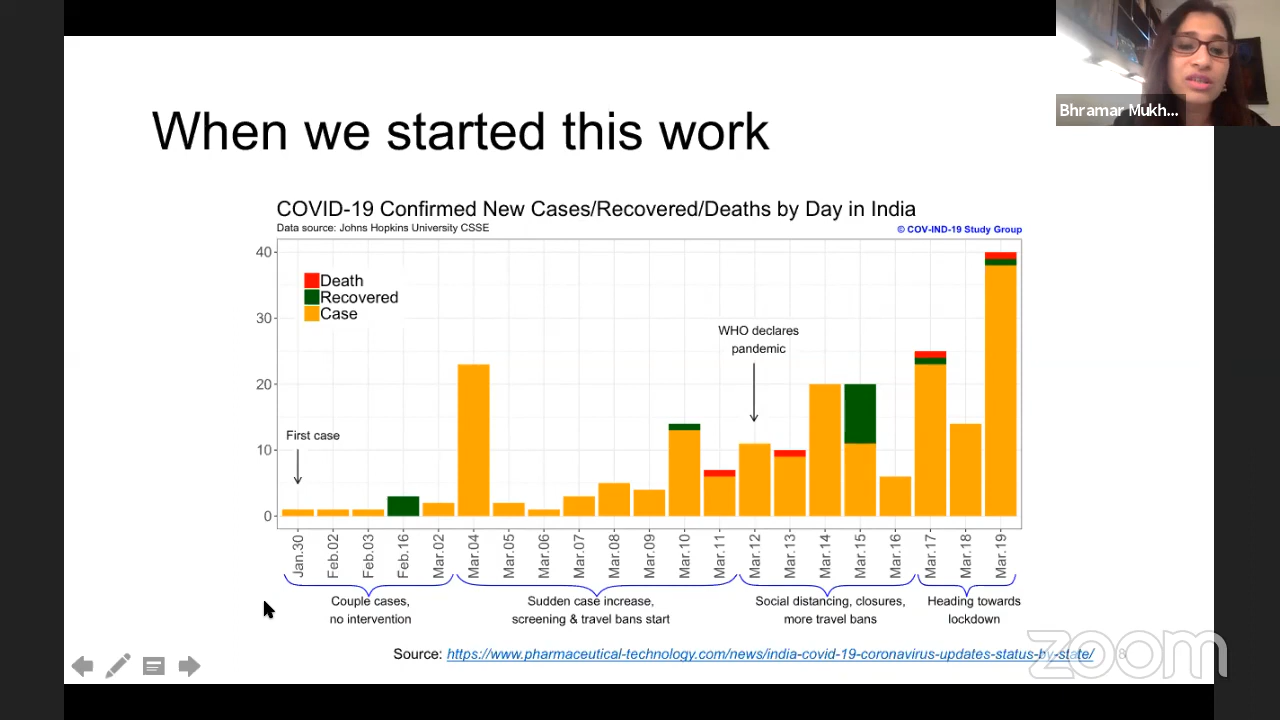 Bhramar Mukh...
When we started this work
COVID-19 Confirmed New Cases/Recovered/Deaths by Day in India
Data source: Johns Hopkins University CSSE
© COV-IND-19 Study Group
40
30
20
10
0
Death
Recovered
Case
First case
WHO declares
pandemic
Jan.30
Feb.02
Feb.03
Feb.16
Mar.02
Mar.04
Mar.05
Mar.06
Mar.07
Mar.08
Mar.09
Mar.10
Mar.11
Mar.12
Mar.13
Mar.14
Mar.15
Mar.16
Mar.17
Mar.18
Mar.19
Couple cases,
no intervention
Sudden case increase,
screening & travel bans start
Social distancing, closures,
more travel bans
Heading towards
lockdown
Source: https://www.pharmaceutical-technology.com/news/india-covid-19-coronavirus-updates-status-by-state/
8
zoom